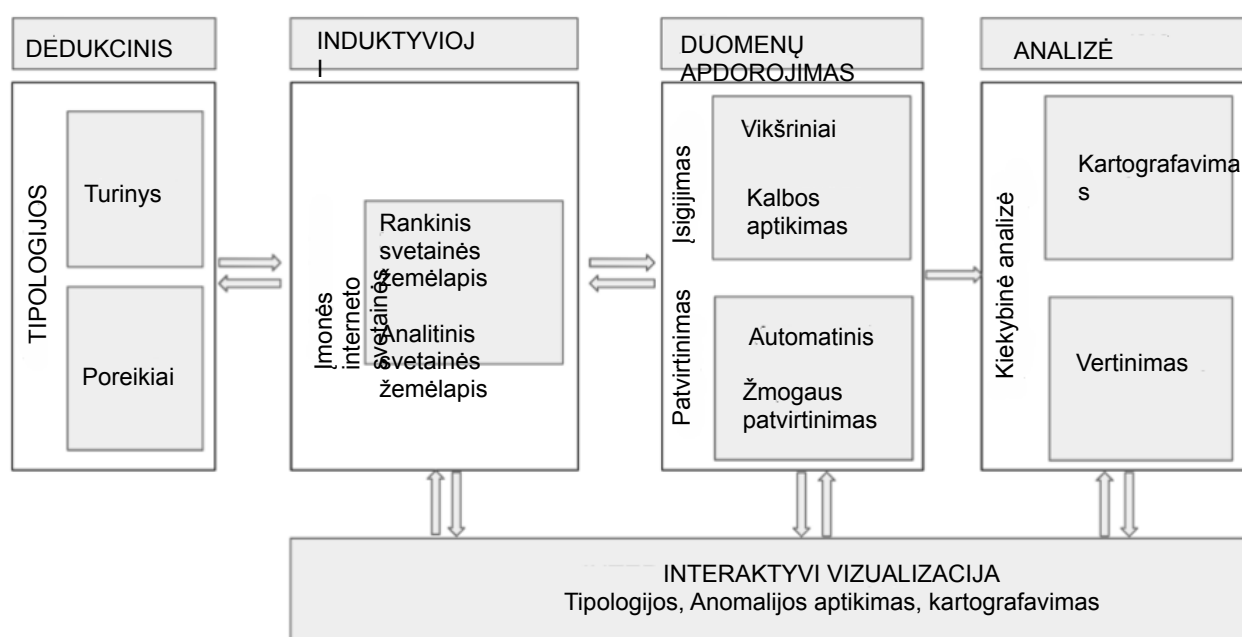 DEDUKCINIS
INDUKTYVIOJ
I
DUOMENŲ
APDOROJIMAS
ANALIZĖ
TIPOLOGIJOS
Turinys
Poreikiai
Įmonės
interneto
svetainės
Rankinis
svetainės
žemėlapis
Analitinis
svetainės
žemėlapis
Įsigijimas
Vikšriniai
Kalbos
aptikimas
Patvirtinimas
Automatinis
Žmogaus
patvirtinimas
Kiekybinė analizė
Kartografavima
s
Vertinimas
INTERAKTYVI VIZUALIZACIJA
Tipologijos, Anomalijos aptikimas, kartografavimas